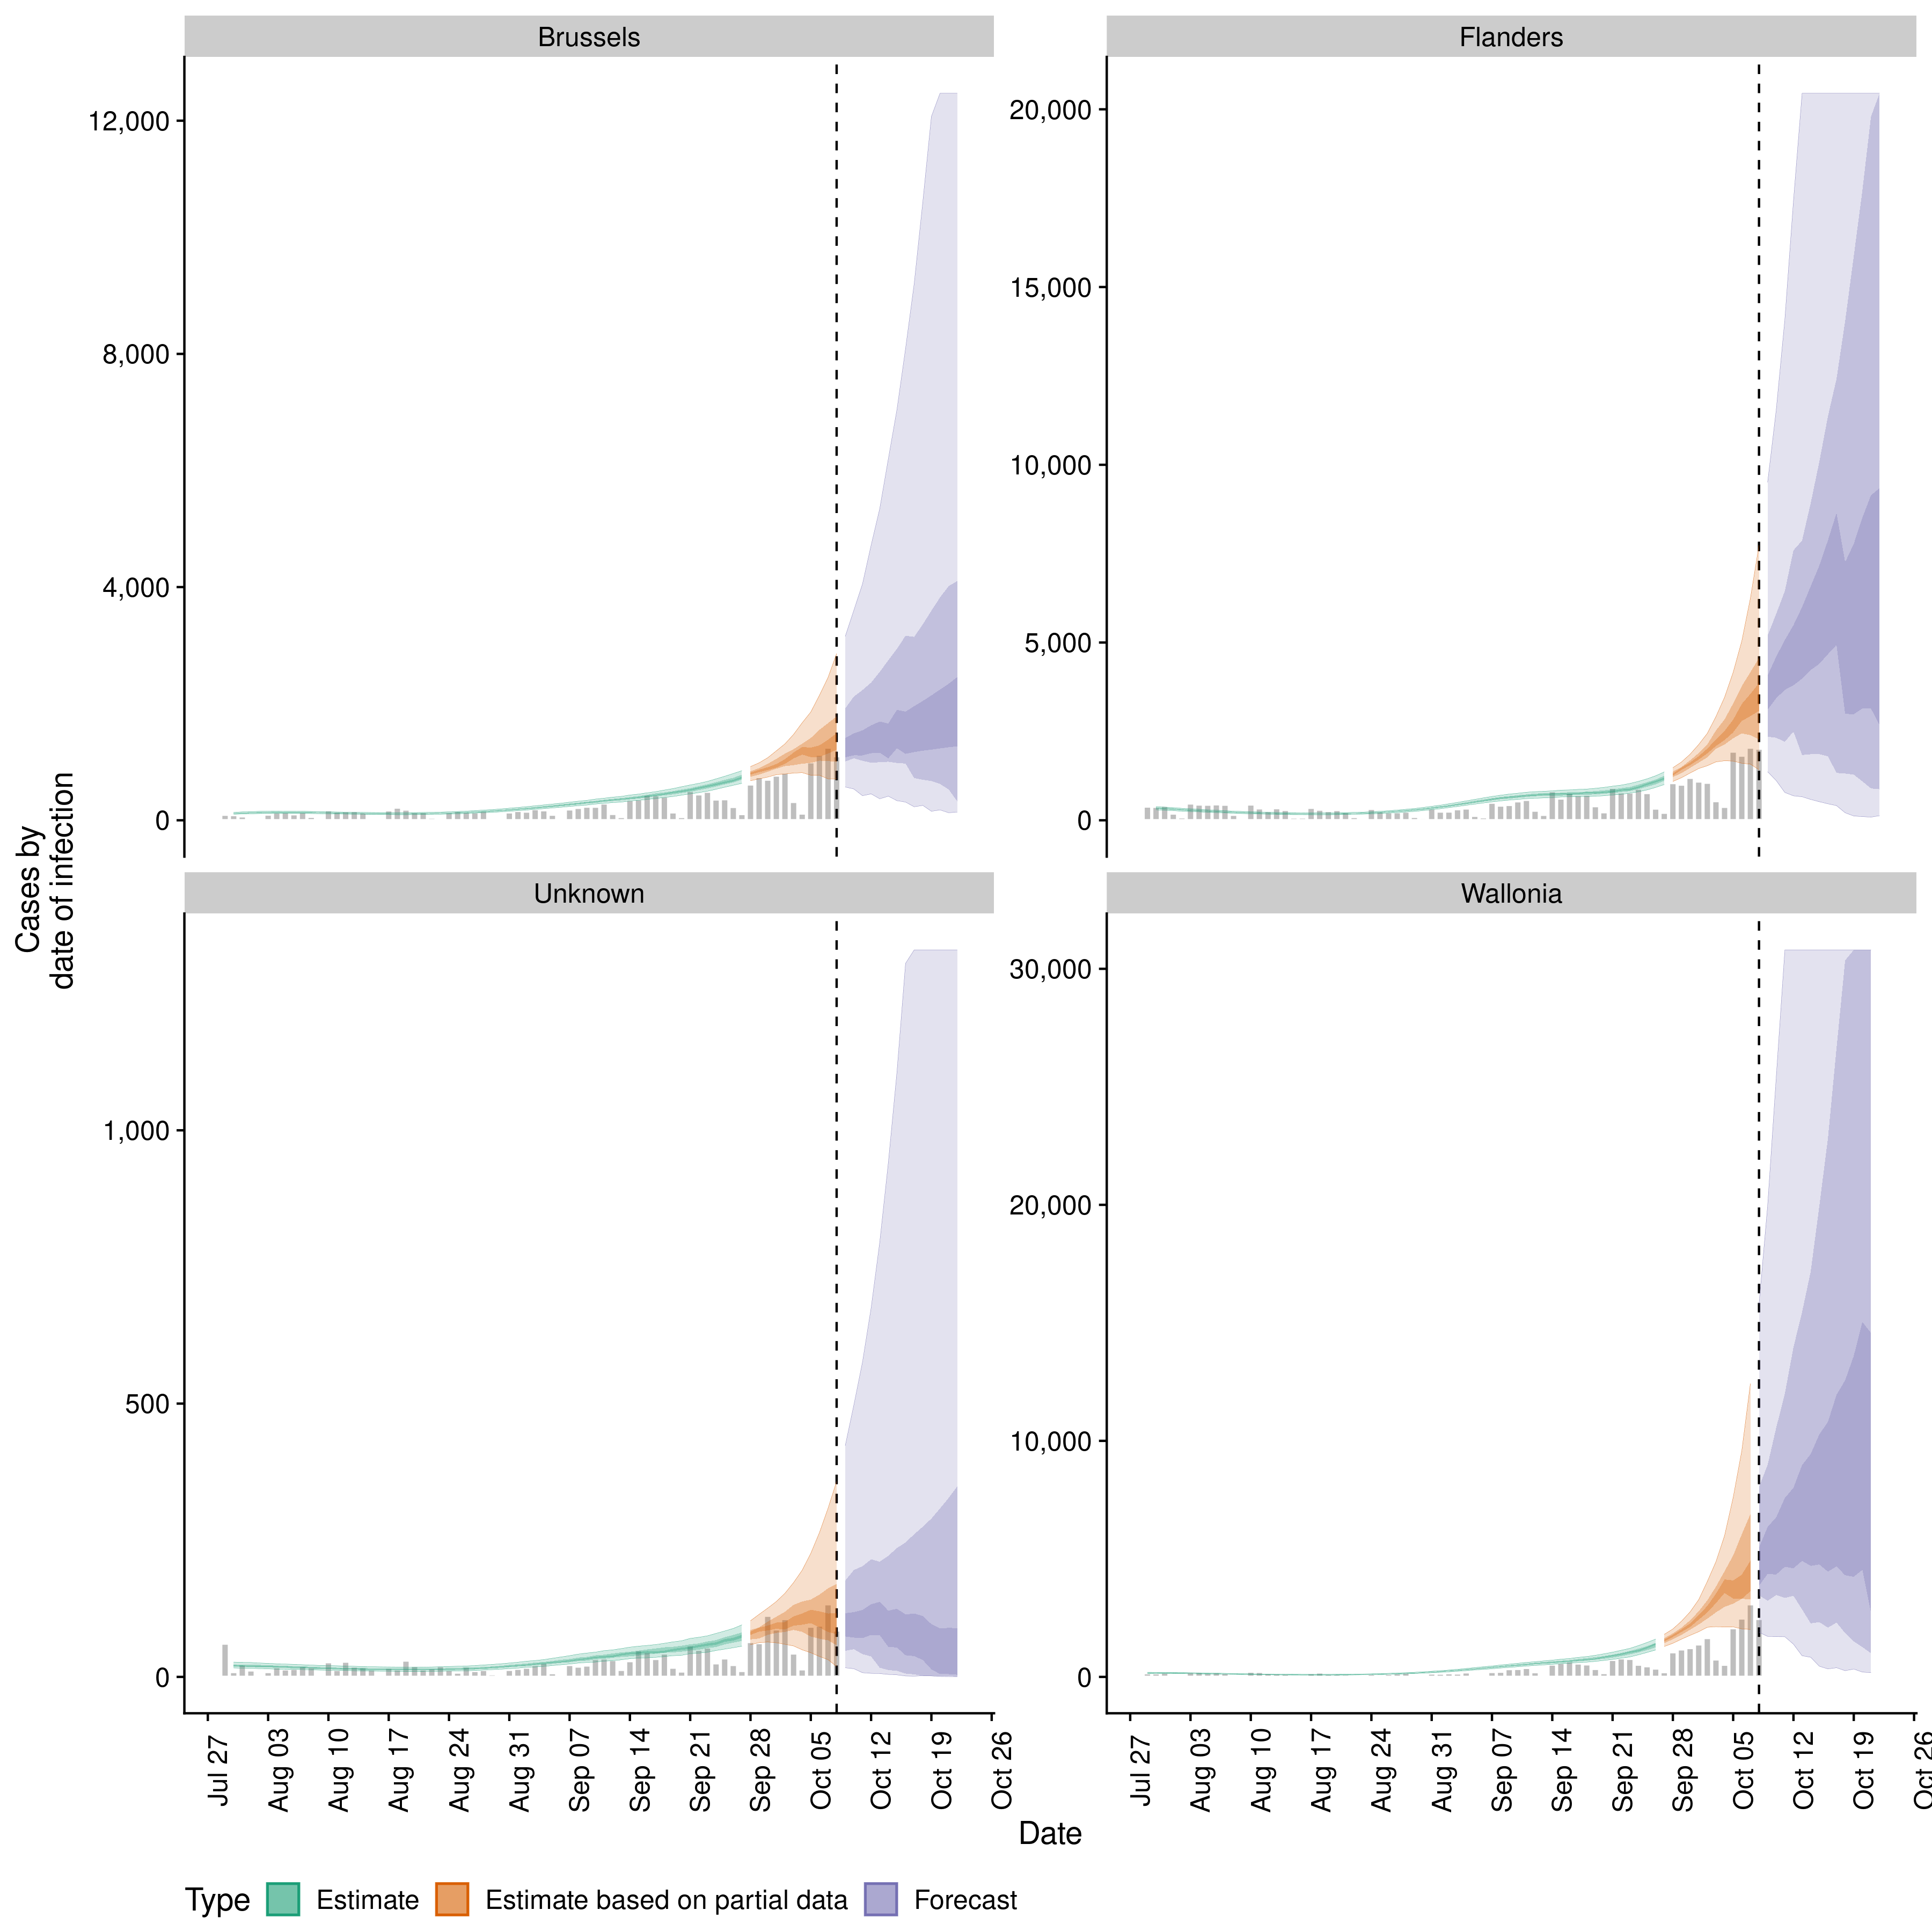 Brussels
Flanders
12,000
8,000
4,000
0
20,000
15,000
10,000
5,000
0
Cases by
date of infection
Unknown
Wallonia
1,000
500
0
30,000
20,000
10,000
0
Jul 27
Aug 03
Aug 10
Aug 17
Aug 24
Aug 31
Sep 07
Sep 14
Sep 21
Sep 28
Oct 05
Oct 12
Oct 19
Oct 26
Jul 27
Aug 03
Aug 10
Aug 17
Aug 24
Aug 31
Sep 07
Sep 14
Sep 21
Sep 28
Oct 05
Oct 12
Oct 19
Oct 26
Date
Type
Estimate
Estimate based on partial data
Forecast